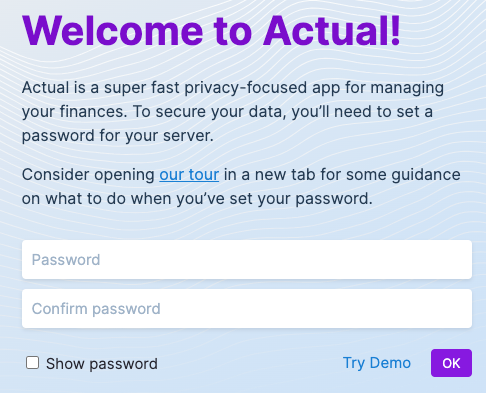 Welcome to Actual!
Actual is a super fast privacy-focused app for managing
your finances. To secure your data, you’ll need to set a
password for your server.
Consider opening our tour in a new tab for some guidance
on what to do when you’ve set your password.
Password
Confirm password
Show password
Try Demo
OK